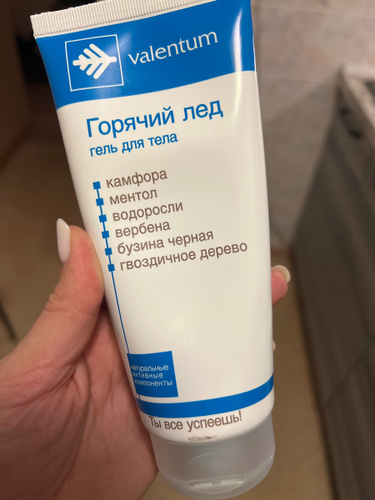 valentum
Горячий лед
гель для тела
камфора
ментол
водоросли
вербена
бузина черная
гвоздичное дерево
натуральные
активные
компоненты
Ты все успеешь!